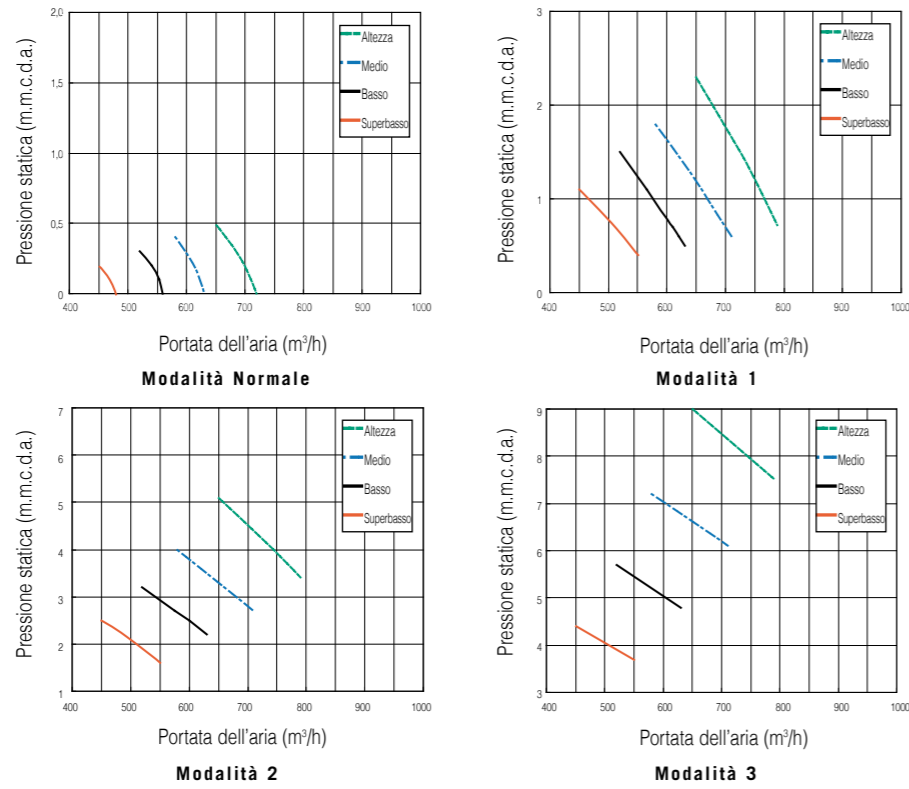 2,0
1,5
1,0
0,5
0
Pressione statica (m.m.c.d.a.)
Altezza
Medio
Basso
Superbasso
400 500 600 700 800 900 1000
Portata dell'aria (m³/h)
Modalità Normale
3
2
1
0
Pressione statica (m.m.c.d.a.)
Altezza
Medio
Basso
Superbasso
400 500 600 700 800 900 1000
Portata dell'aria (m³/h)
Modalità 1
7
6
5
4
3
2
1
Pressione statica (m.m.c.d.a.)
Altezza
Medio
Basso
Superbasso
400 500 600 700 800 900 1000
Portata dell'aria (m³/h)
Modalità 2
9
8
7
6
5
4
3
Pressione statica (m.m.c.d.a.)
Altezza
Medio
Basso
Superbasso
400 500 600 700 800 900 1000
Portata dell'aria (m³/h)
Modalità 3